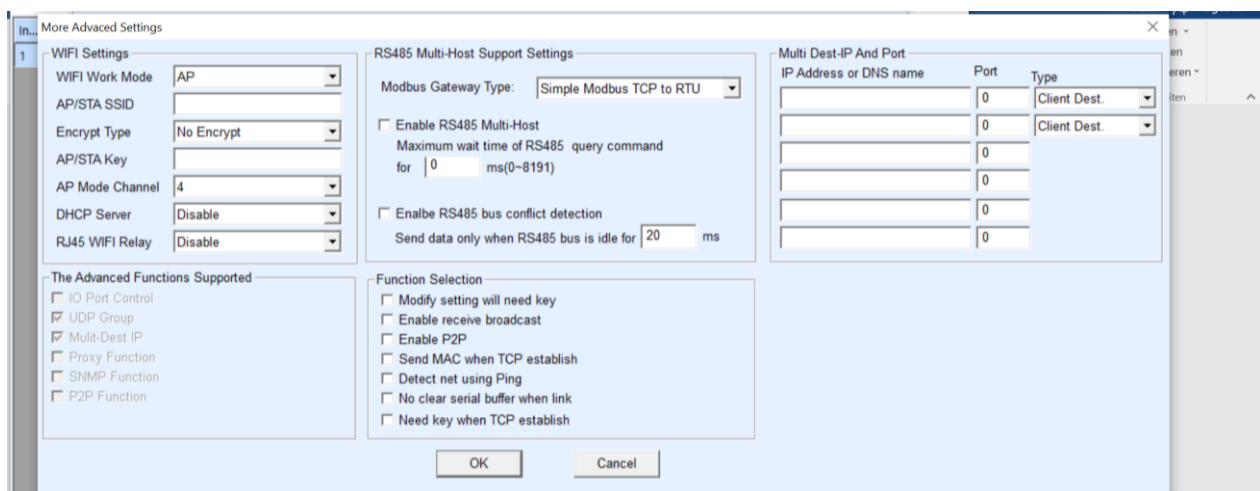 In...
More Advaced Settings
1
WIFI Settings
WIFI Work Mode AP
AP/STA SSID
Encrypt Type No Encrypt
AP/STA Key
AP Mode Channel 4
DHCP Server Disable
RJ45 WIFI Relay Disable
RS485 Multi-Host Support Settings
Modbus Gateway Type: Simple Modbus TCP to RTU
Enable RS485 Multi-Host
Maximum wait time of RS485 query command
for 0 ms(0~8191)
Enalbe RS485 bus conflict detection
Send data only when RS485 bus is idle for 20 ms
Multi Dest-IP And Port
IP Address or DNS name Port Type
0 Client Dest.
0 Client Dest.
0
0
0
0
The Advanced Functions Supported
IO Port Control
UDP Group
Mulit-Dest IP
Proxy Function
SNMP Function
P2P Function
Function Selection
Modify setting will need key
Enable receive broadcast
Enable P2P
Send MAC when TCP establish
Detect net using Ping
No clear serial buffer when link
Need key when TCP establish
OK Cancel